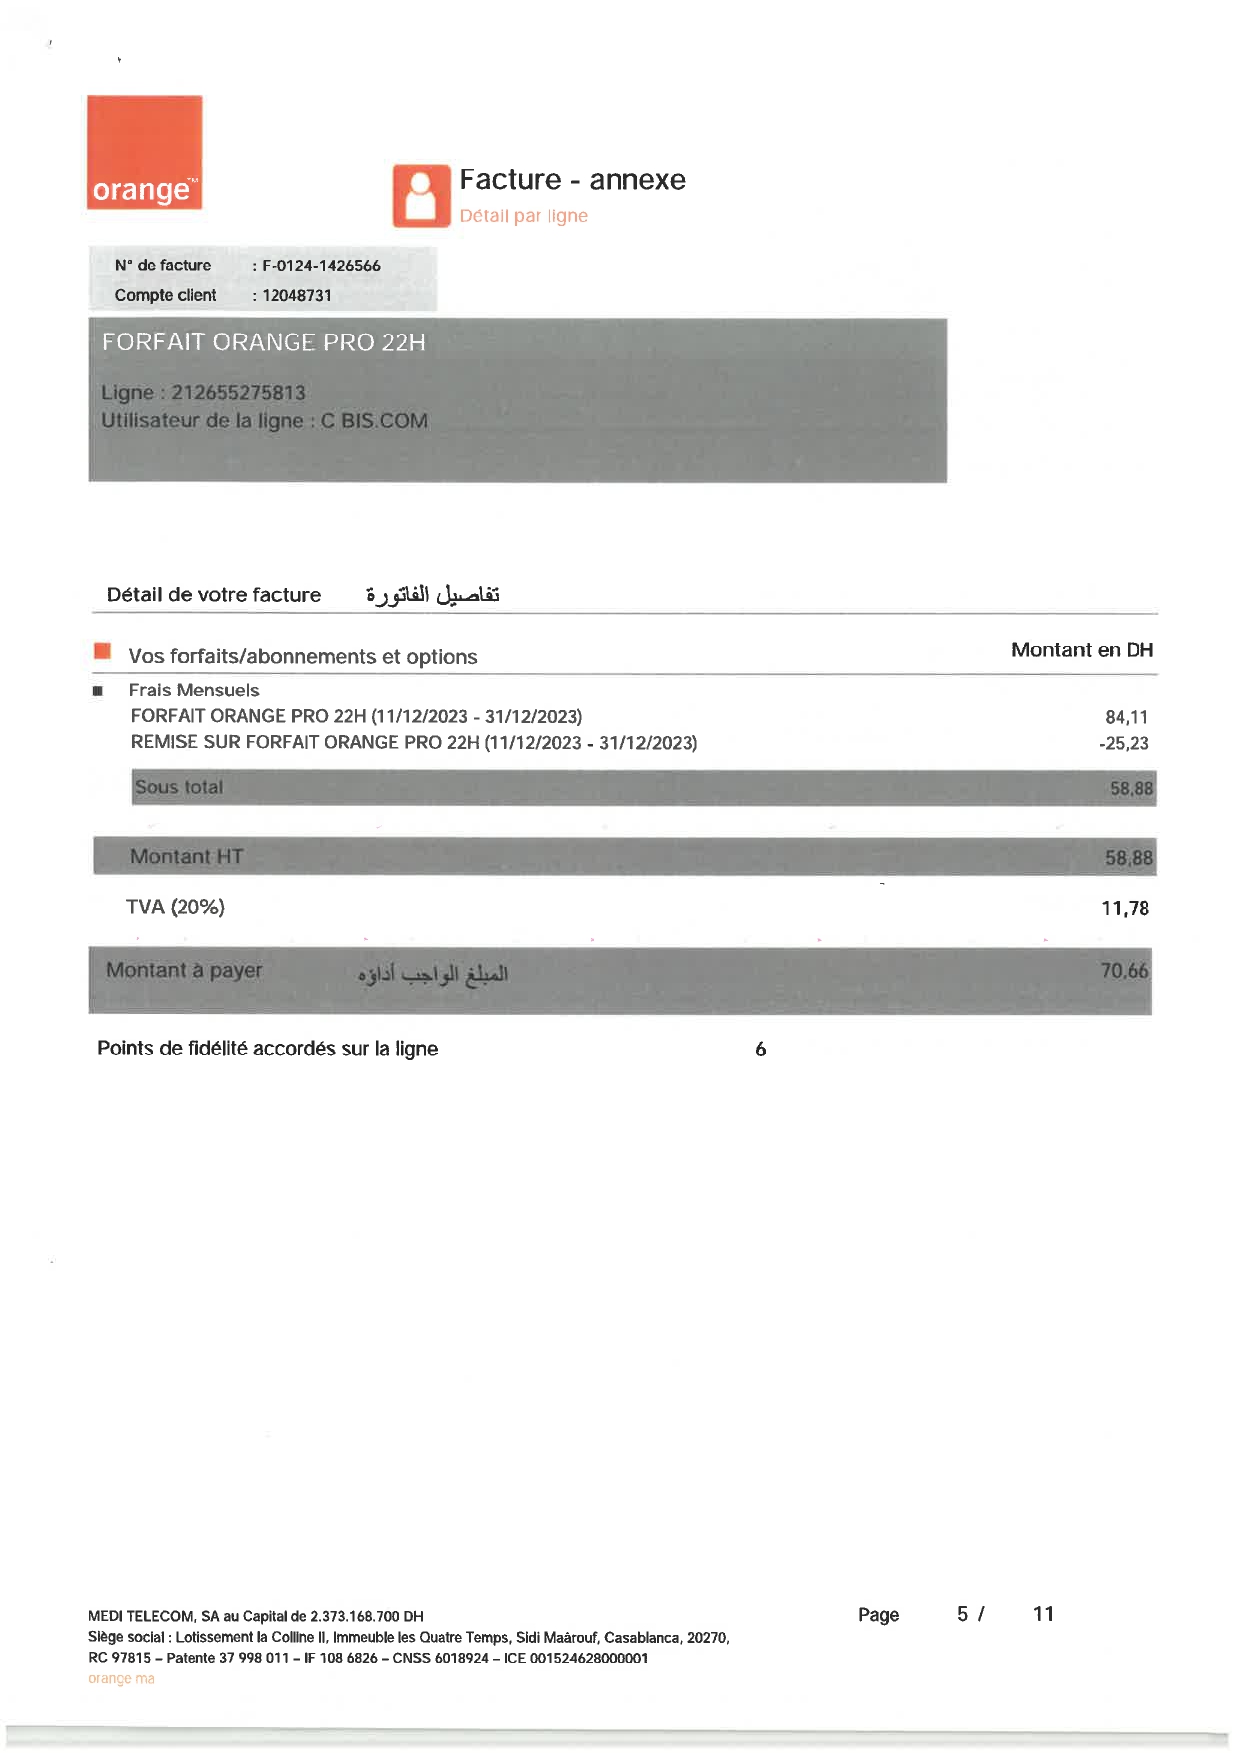 orange™
Facture - annexe
Détail par ligne
N° de facture : F-0124-1426566
Compte client : 12048731
FORFAIT ORANGE PRO 22H
Ligne : 212655275813
Utilisateur de la ligne : C BIS.COM
Détail de votre facture تفاصيل الفاتورة
Vos forfaits/abonnements et options Montant en DH
Frais Mensuels
FORFAIT ORANGE PRO 22H (11/12/2023 - 31/12/2023) 84,11
REMISE SUR FORFAIT ORANGE PRO 22H (11/12/2023 - 31/12/2023) -25,23
Sous total 58,88
Montant HT 58,88
TVA (20%) 11,78
Montant à payer المبلغ الواجب أداؤه 70,66
Points de fidélité accordés sur la ligne 6
MEDI TELECOM, SA au Capital de 2.373.168.700 DH Page 5 / 11
Siège social : Lotissement la Colline II, Immeuble les Quatre Temps, Sidi Maârouf, Casablanca, 20270,
RC 97815 – Patente 37 998 011 – IF 108 6826 – CNSS 6018924 – ICE 001524628000001
orange ma